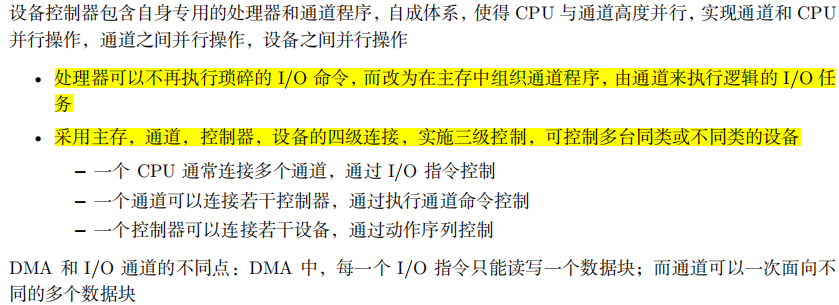 设备控制器包含自身专用的处理器和通道程序，自成体系，使得 CPU 与通道高度并行，实现通道和 CPU
并行操作，通道之间并行操作，设备之间并行操作
• 处理器可以不再执行琐碎的 I/O 命令，而改为在主存中组织通道程序，由通道来执行逻辑的 I/O 任
务
• 采用主存，通道，控制器，设备的四级连接，实施三级控制，可控制多台同类或不同类的设备
– 一个 CPU 通常连接多个通道，通过 I/O 指令控制
– 一个通道可以连接若干控制器，通过执行通道命令控制
– 一个控制器可以连接若干设备，通过动作序列控制
DMA 和 I/O 通道的不同点：DMA 中，每一个 I/O 指令只能读写一个数据块；而通道可以一次面向不
同的多个数据块